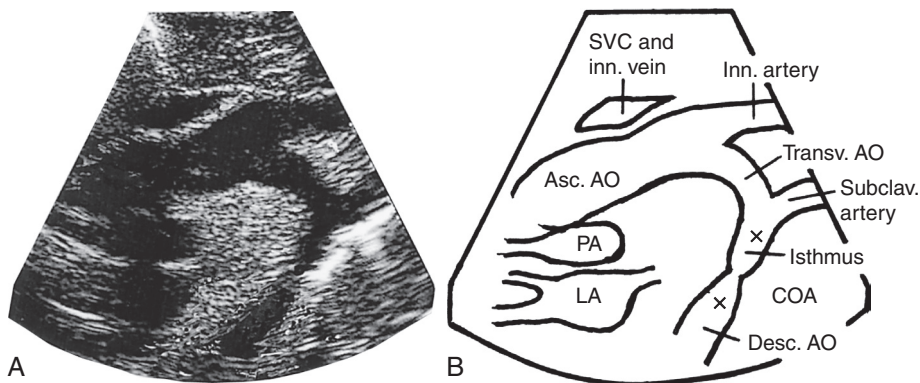 SVC and
inn. vein
Inn. artery
Transv. AO
Asc. AO
Subclav.
artery
×
PA
Isthmus
LA
×
COA
Desc. AO
A
B